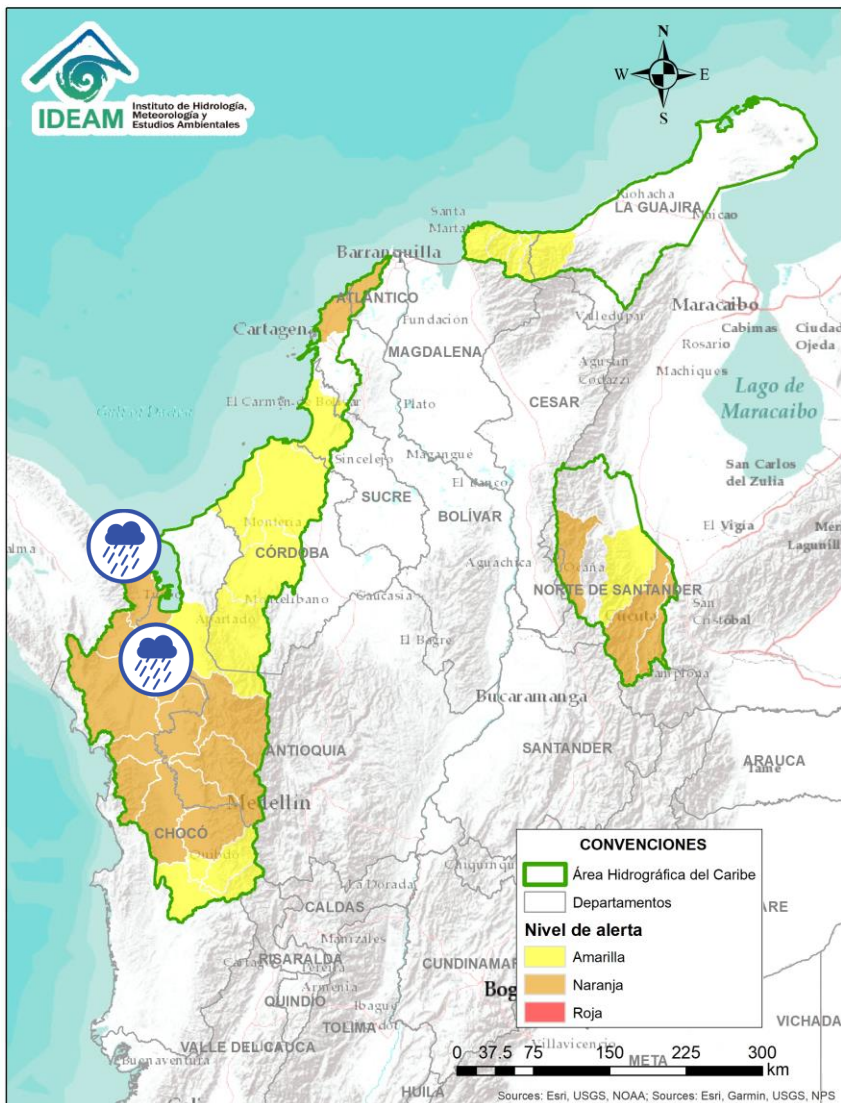 IDEAM
Instituto de Hidrología,
Meteorología y
Estudios Ambientales
N
W
E
S
Riohacha
LA GUAJIRA
Maicao
Santa
Marta
Barranquilla
ATLÁNTICO
Maracaibo
Cartagena
Fundación
Valledupar
Cabimas
Ciudad
Ojeda
Rosario
MAGDALENA
Machiques
Agustín
Codazzi
Lago de
Maracaibo
CESAR
El Carmen de Bolívar
Plato
Sincelejo
Magangue
San Carlos
del Zulia
El Banco
SUCRE
BOLÍVAR
Montería
El Vigía
CÓRDOBA
Aguachica
Ocaña
NORTE DE SANTANDER
Montelibano
Caucasia
San
Cristóbal
Apartadó
Cúcuta
El Bagre
Pamplona
Bucaramanga
ANTIOQUIA
SANTANDER
ARAUCA
Tame
Medellín
CHOCÓ
Quibdó
La Dorada
CALDAS
Manizales
RISARALDA
Pereira
Armenia
QUINDÍO
Ibague
TOLIMA
VALLE DEL CAUCA
Buenaventura
HUILA
Villavicencio
META
VICHADA
CONVENCIONES
Área Hidrográfica del Caribe
Departamentos
Nivel de alerta
Amarilla
Naranja
Roja
0 37.5 75 150 225 300
km
Sources: Esri, USGS, NOAA; Sources: Esri, Garmin, USGS, NPS